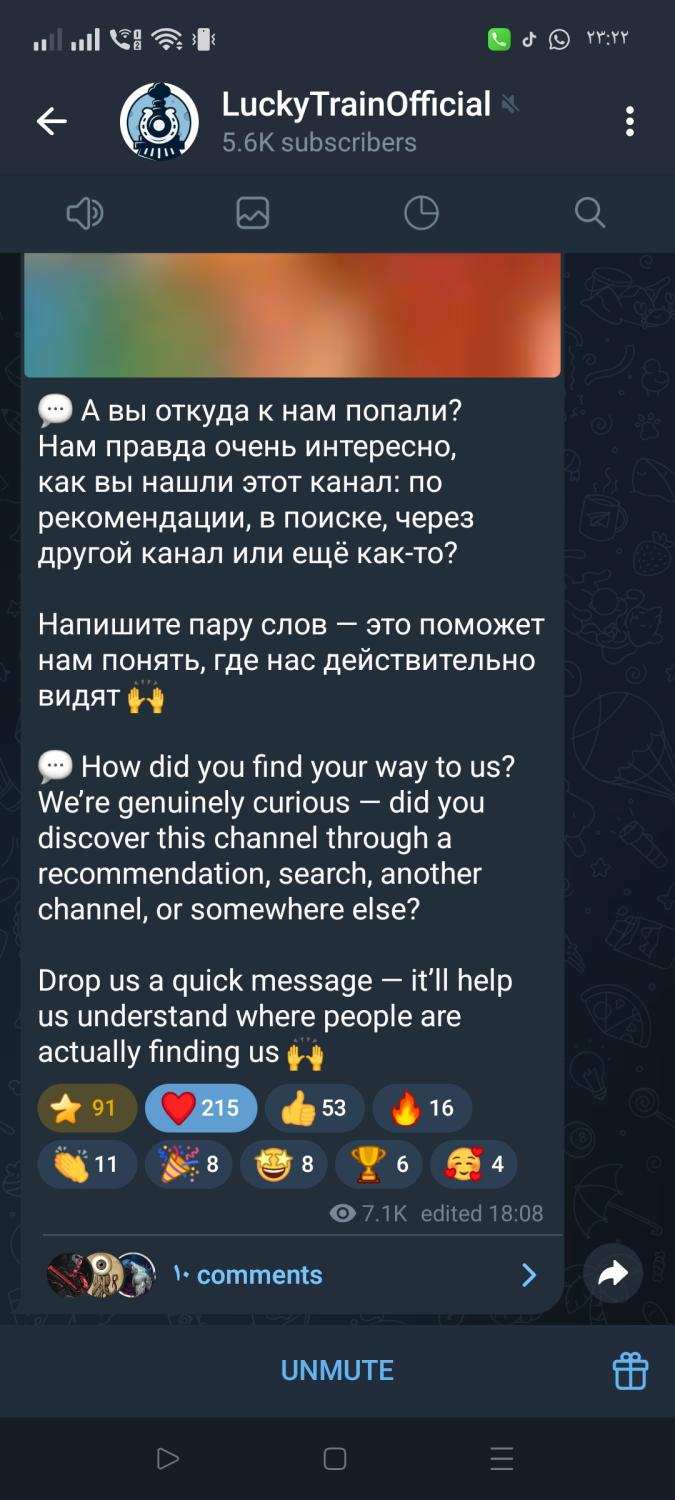 ۲۳:۲۲
LuckyTrainOfficial
5.6K subscribers
💬 А вы откуда к нам попали?
Нам правда очень интересно,
как вы нашли этот канал: по
рекомендации, в поиске, через
другой канал или ещё как-то?
Напишите пару слов — это поможет
нам понять, где нас действительно
видят 🙌
💬 How did you find your way to us?
We’re genuinely curious — did you
discover this channel through a
recommendation, search, another
channel, or somewhere else?
Drop us a quick message — it’ll help
us understand where people are
actually finding us 🙌
⭐ 91 ❤️ 215 👍 53 🔥 16
👏 11 🎉 8 🤩 8 🏆 6 🥰 4
7.1K edited 18:08
۱۰ comments
UNMUTE